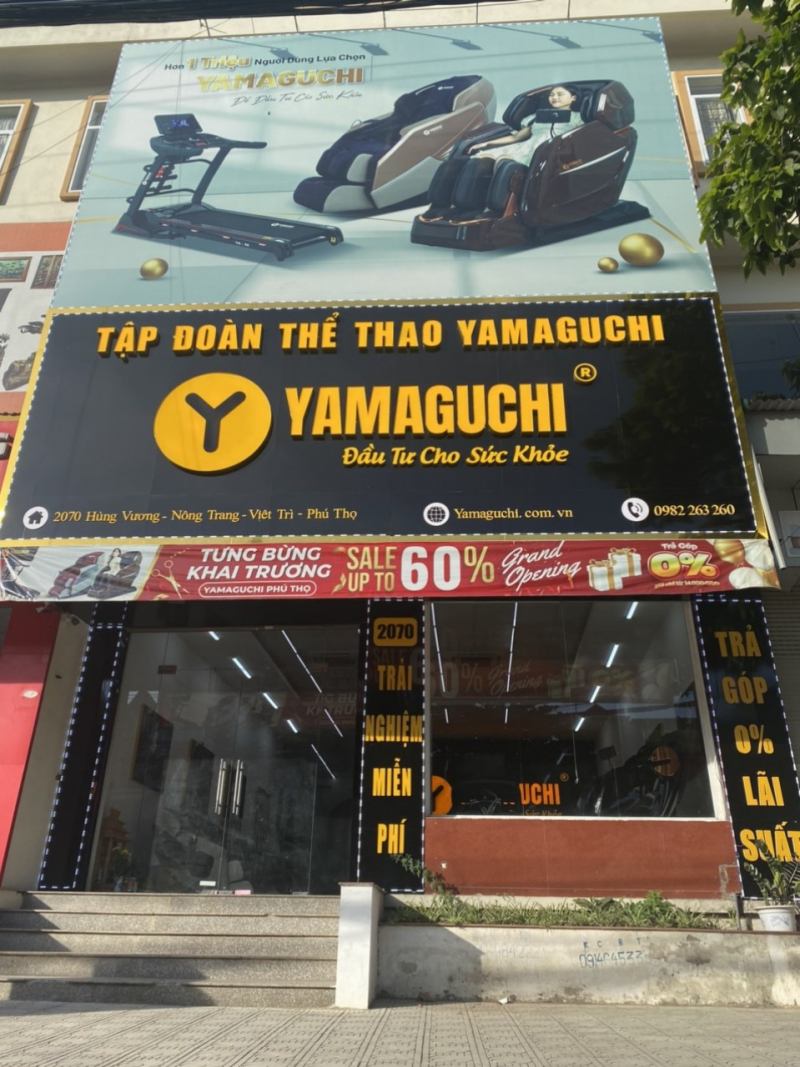 Hơn 1 Triệu Người Dùng Lựa Chọn
YAMAGUCHI
Để Đầu Tư Cho Sức Khỏe
TẬP ĐOÀN THỂ THAO YAMAGUCHI
Y YAMAGUCHI ®
Đầu Tư Cho Sức Khỏe
2070 Hùng Vương - Nông Trang - Việt Trì - Phú Thọ
Yamaguchi. com. vn
0982 263 260
TƯNG BỪNG
KHAI TRƯƠNG
YAMAGUCHI PHÚ THỌ
SALE
UP TO
60%
Grand
Opening
Trả Góp
0%
2070
TRẢI
NGHIỆM
MIỄN
PHÍ
TRẢ
GÓP
0%
LÃI
SUẤT
UCHI ®
KCBT